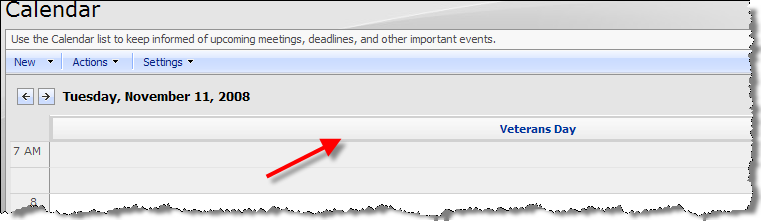 Calendar
Use the Calendar list to keep informed of upcoming meetings, deadlines, and other important events.
New Actions Settings
Tuesday, November 11, 2008
Veterans Day
7 AM
8